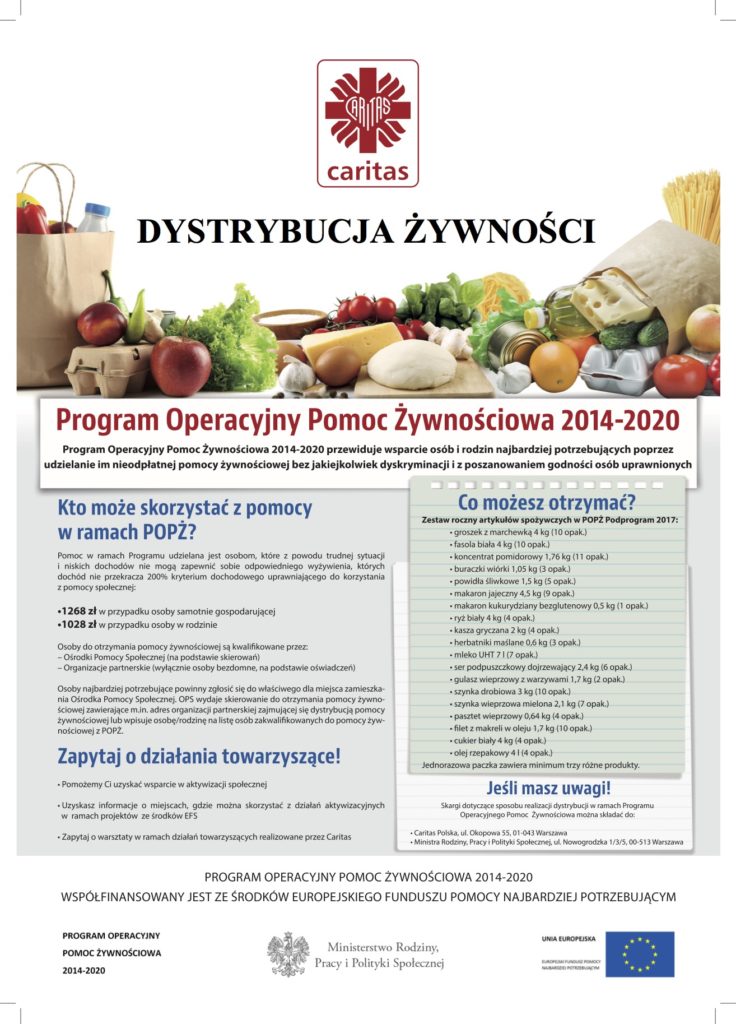 CARITAS
caritas
DYSTRYBUCJA ŻYWNOŚCI
Program Operacyjny Pomoc Żywnościowa 2014-2020
Program Operacyjny Pomoc Żywnościowa 2014-2020 przewiduje wsparcie osób i rodzin najbardziej potrzebujących poprzez
udzielanie im nieodpłatnej pomocy żywnościowej bez jakiejkolwiek dyskryminacji i z poszanowaniem godności osób uprawnionych
Kto może skorzystać z pomocy
w ramach POPŻ?
Pomoc w ramach Programu udzielana jest osobom, które z powodu trudnej sytuacji
i niskich dochodów nie mogą zapewnić sobie odpowiedniego wyżywienia, których
dochód nie przekracza 200% kryterium dochodowego uprawniającego do korzystania
z pomocy społecznej:
•1268 zł w przypadku osoby samotnie gospodarującej
•1028 zł w przypadku osoby w rodzinie
Osoby do otrzymania pomocy żywnościowej są kwalifikowane przez:
– Ośrodki Pomocy Społecznej (na podstawie skierowań)
– Organizacje partnerskie (wyłącznie osoby bezdomne, na podstawie oświadczeń)
Osoby najbardziej potrzebujące powinny zgłosić się do właściwego dla miejsca zamieszka-
nia Ośrodka Pomocy Społecznej. OPS wydaje skierowanie do otrzymania pomocy żywno-
ściowej zawierające m.in. adres organizacji partnerskiej zajmującej się dystrybucją pomocy
żywnościowej lub wpisuje osobę/rodzinę na listę osób zakwalifikowanych do pomocy żyw-
nościowej z POPŻ.
Zapytaj o działania towarzyszące!
• Pomożemy Ci uzyskać wsparcie w aktywizacji społecznej
• Uzyskasz informacje o miejscach, gdzie można skorzystać z działań aktywizacyjnych
w ramach projektów ze środków EFS
• Zapytaj o warsztaty w ramach działań towarzyszących realizowane przez Caritas
Co możesz otrzymać?
Zestaw roczny artykułów spożywczych w POPŻ Podprogram 2017:
• groszek z marchewką 4 kg (10 opak.)
• fasola biała 4 kg (10 opak.)
• koncentrat pomidorowy 1,76 kg (11 opak.)
• buraczki wiórki 1,05 kg (3 opak.)
• powidła śliwkowe 1,5 kg (5 opak.)
• makaron jajeczny 4,5 kg (9 opak.)
• makaron kukurydziany bezglutenowy 0,5 kg (1 opak.)
• ryż biały 4 kg (4 opak.)
• kasza gryczana 2 kg (4 opak.)
• herbatniki maślane 0,6 kg (3 opak.)
• mleko UHT 7 l (7 opak.)
• ser podpuszczkowy dojrzewający 2,4 kg (6 opak.)
• gulasz wieprzowy z warzywami 1,7 kg (2 opak.)
• szynka drobiowa 3 kg (10 opak.)
• szynka wieprzowa mielona 2,1 kg (7 opak.)
• pasztet wieprzowy 0,64 kg (4 opak.)
• filet z makreli w oleju 1,7 kg (10 opak.)
• cukier biały 4 kg (4 opak.)
• olej rzepakowy 4 l (4 opak.)
Jednorazowa paczka zawiera minimum trzy różne produkty.
Jeśli masz uwagi!
Skargi dotyczące sposobu realizacji dystrybucji w ramach Programu
Operacyjnego Pomoc Żywnościowa można składać do:
• Caritas Polska, ul. Okopowa 55, 01-043 Warszawa
• Ministra Rodziny, Pracy i Polityki Społecznej, ul. Nowogrodzka 1/3/5, 00-513 Warszawa
PROGRAM OPERACYJNY POMOC ŻYWNOŚCIOWA 2014-2020
WSPÓŁFINANSOWANY JEST ZE ŚRODKÓW EUROPEJSKIEGO FUNDUSZU POMOCY NAJBARDZIEJ POTRZEBUJĄCYM
PROGRAM OPERACYJNY
POMOC ŻYWNOŚCIOWA
2014-2020
Ministerstwo Rodziny,
Pracy i Polityki Społecznej
UNIA EUROPEJSKA
EUROPEJSKI FUNDUSZ POMOCY
NAJBARDZIEJ POTRZEBUJĄCYM